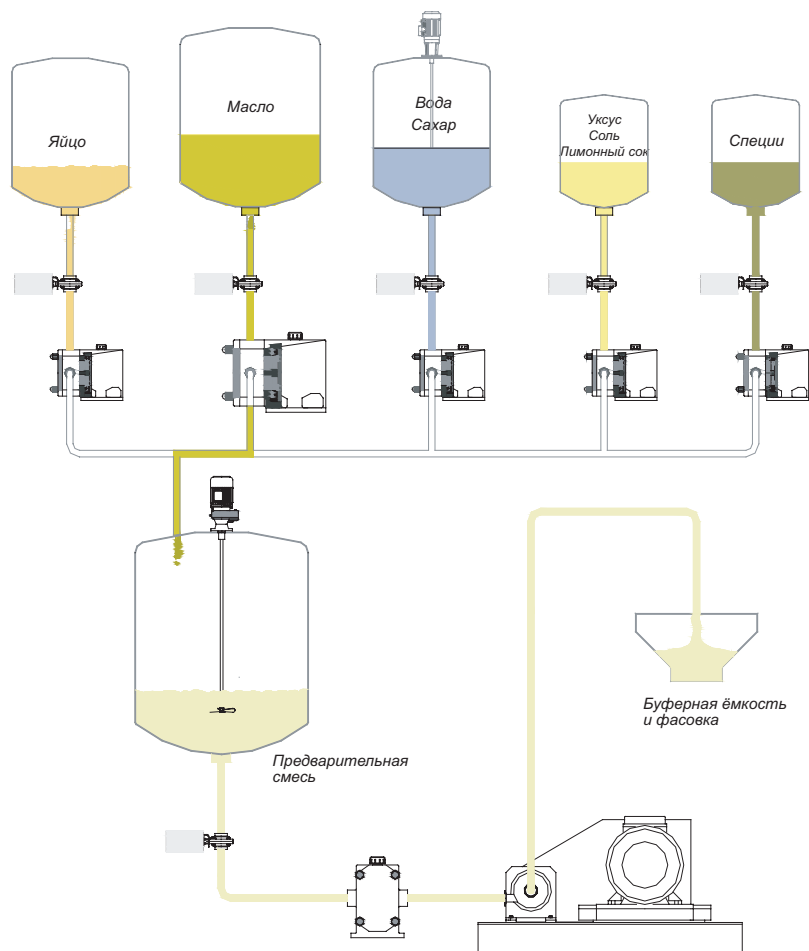 Яйцо
Масло
Вода
Сахар
Уксус
Соль
Лимонный сок
Специи
Буферная ёмкость
и фасовка
Предварительная
смесь